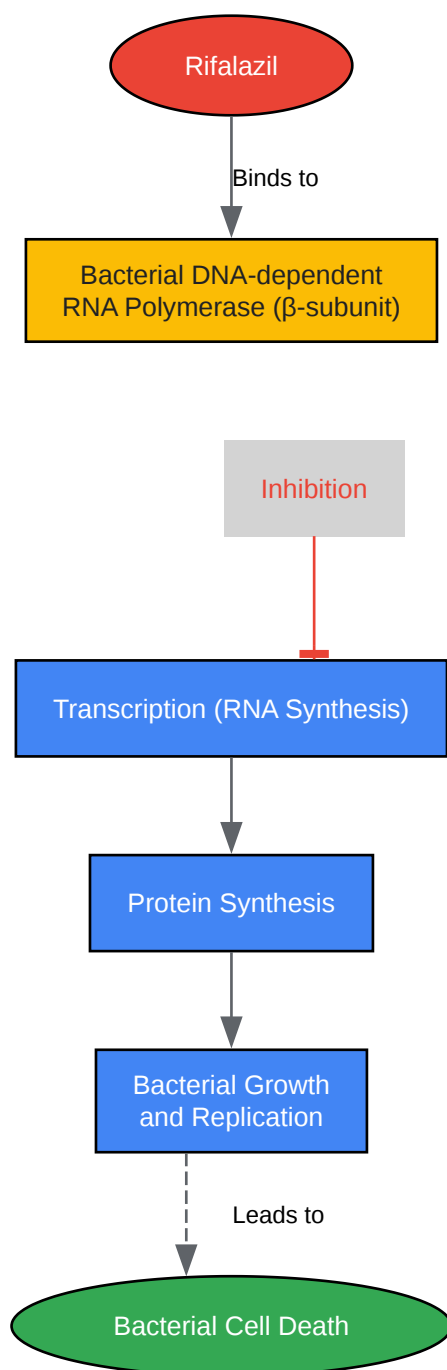 Rifalazil
Binds to
Bacterial DNA-dependent
RNA Polymerase (β-subunit)
Inhibition
Transcription (RNA Synthesis)
Protein Synthesis
Bacterial Growth
and Replication
Leads to
Bacterial Cell Death